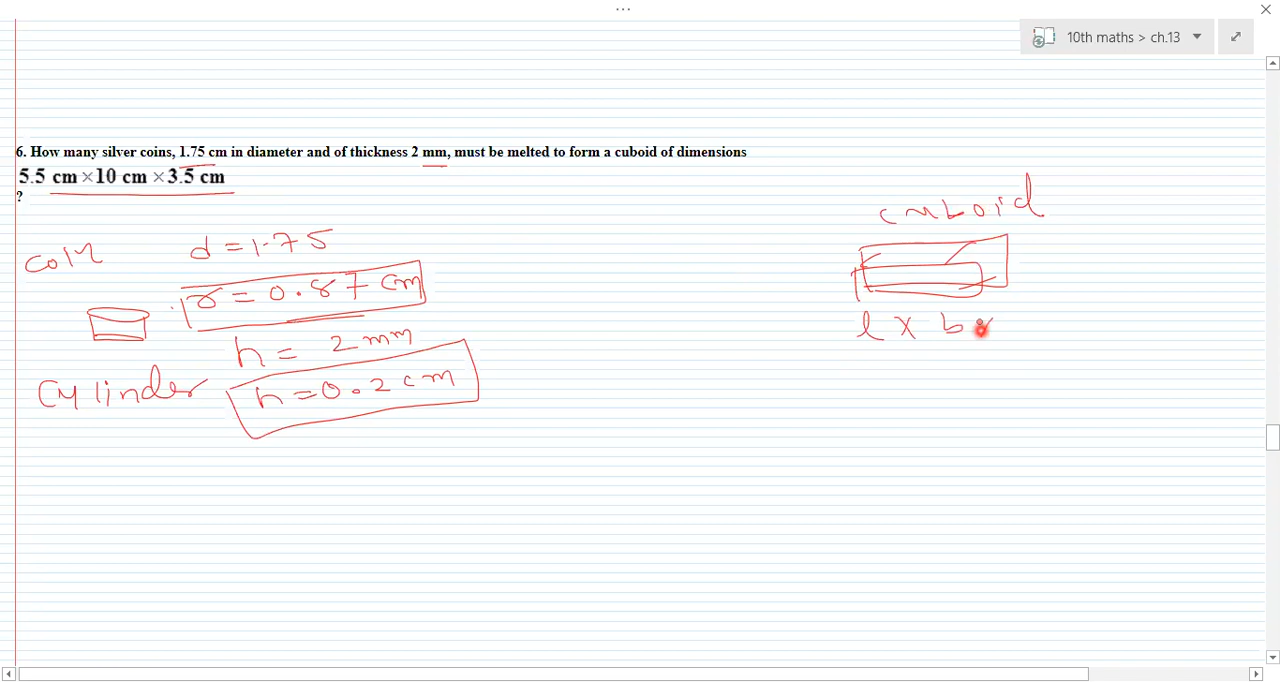 10th maths > ch.13
6. How many silver coins, 1.75 cm in diameter and of thickness 2 mm, must be melted to form a cuboid of dimensions
5.5 cm×10 cm×3.5 cm
?
coin
d = 1.75
r = 0.87 cm
h = 2 mm
h = 0.2 cm
Cylinder
cuboid
l x b x